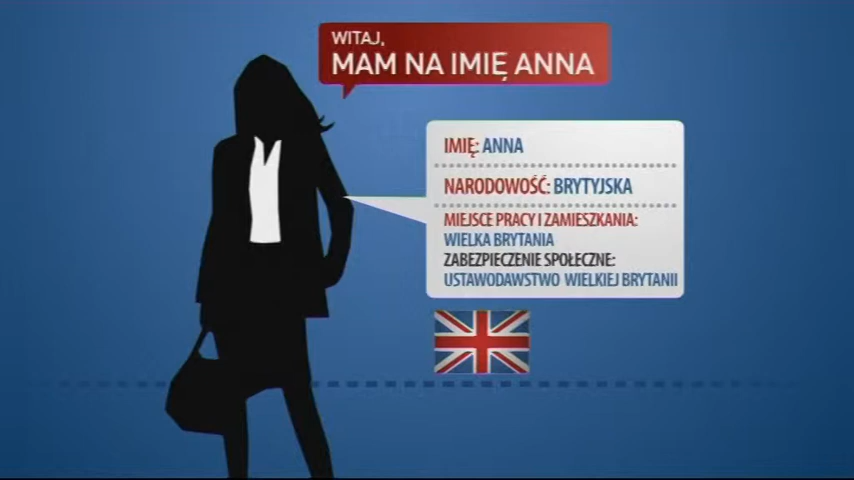 WITAJ,
MAM NA IMIĘ ANNA
IMIĘ: ANNA
NARODOWOŚĆ: BRYTYJSKA
MIEJSCE PRACY I ZAMIESZKANIA:
WIELKA BRYTANIA
ZABEZPIECZENIE SPOŁECZNE:
USTAWODAWSTWO WIELKIEJ BRYTANII